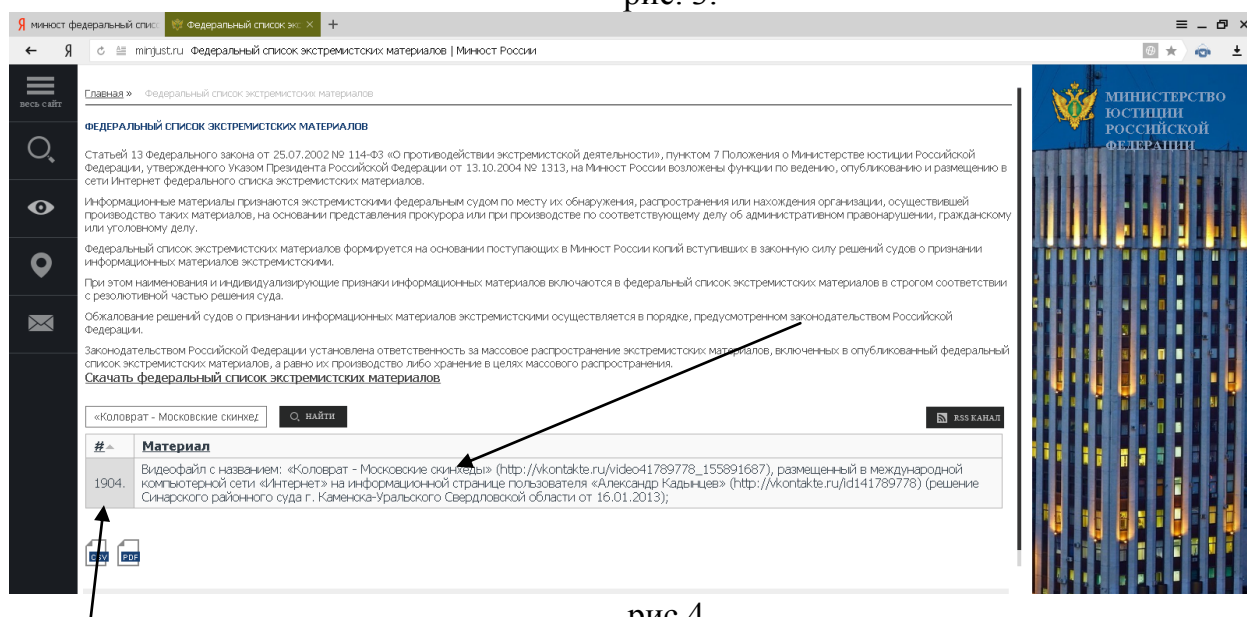 рис. 3.
Я минюст федеральный спис
Федеральный список экс ×
+
← Я minjust.ru Федеральный список экстремистских материалов | Минюст России
весь сайт
Главная » Федеральный список экстремистских материалов
МИНИСТЕРСТВО
ЮСТИЦИИ
РОССИЙСКОЙ
ФЕДЕРАЦИИ
ФЕДЕРАЛЬНЫЙ СПИСОК ЭКСТРЕМИСТСКИХ МАТЕРИАЛОВ
Статьей 13 Федерального закона от 25.07.2002 № 114-ФЗ «О противодействии экстремистской деятельности», пунктом 7 Положения о Министерстве юстиции Российской
Федерации, утвержденного Указом Президента Российской Федерации от 13.10.2004 № 1313, на Минюст России возложены функции по ведению, опубликованию и размещению в
сети Интернет федерального списка экстремистских материалов.
Информационные материалы признаются экстремистскими федеральным судом по месту их обнаружения, распространения или нахождения организации, осуществившей
производство таких материалов, на основании представления прокурора или при производстве по соответствующему делу об административном правонарушении, гражданскому
или уголовному делу.
Федеральный список экстремистских материалов формируется на основании поступающих в Минюст России копий вступивших в законную силу решений судов о признании
информационных материалов экстремистскими.
При этом наименования и индивидуализирующие признаки информационных материалов включаются в федеральный список экстремистских материалов в строгом соответствии
с резолютивной частью решения суда.
Обжалование решений судов о признании информационных материалов экстремистскими осуществляется в порядке, предусмотренном законодательством Российской
Федерации.
Законодательством Российской Федерации установлена ответственность за массовое распространение экстремистских материалов, включенных в опубликованный федеральный
список экстремистских материалов, а равно их производство либо хранение в целях массового распространения.
Скачать федеральный список экстремистских материалов
«Коловрат - Московские скинхед
НАЙТИ
RSS КАНАЛ
# Материал
1904. Видеофайл с названием: «Коловрат - Московские скинхеды» (http://vkontakte.ru/video41789778_155891687), размещенный в международной
компьютерной сети «Интернет» на информационной странице пользователя «Александр Кадынцев» (http://vkontakte.ru/id141789778) (решение
Синарского районного суда г. Каменска-Уральского Свердловской области от 16.01.2013);
CSV PDF
рис.4